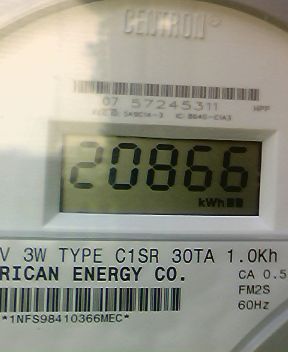 CENTRON®
07 57245311
20866
kWh
V 3W TYPE C1SR 30TA 1.0Kh
RICAN ENERGY CO.
CA 0.5
FM2S
60Hz
*1NFS98410366MEC*